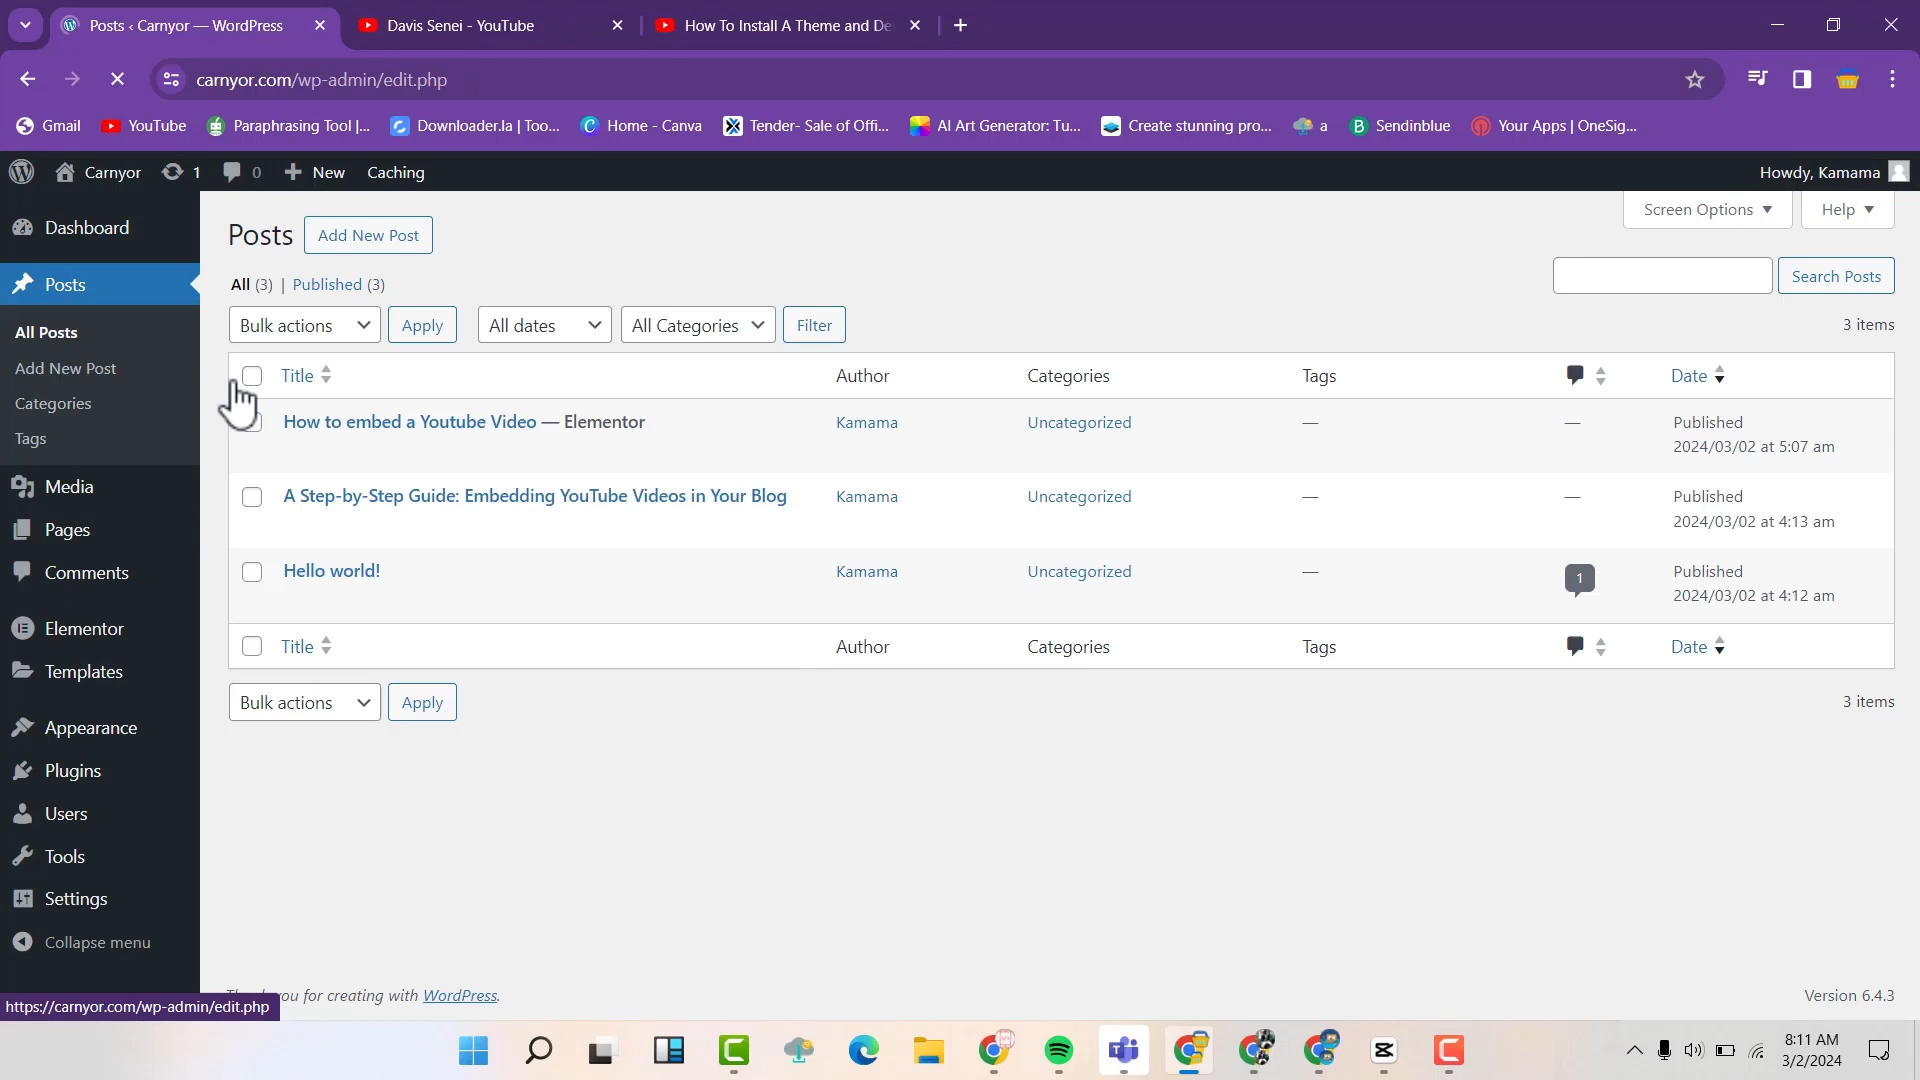 Posts ‹ Carnyor — WordPress
Davis Senei - YouTube
How To Install A Theme and De
carnyor.com/wp-admin/edit.php
Gmail
YouTube
Paraphrasing Tool |...
Downloader.la | Too...
Home - Canva
Tender- Sale of Offi...
AI Art Generator: Tu...
Create stunning pro...
a
Sendinblue
Your Apps | OneSig...
Carnyor
1
0
New
Caching
Howdy, Kamama
Dashboard
Posts
All Posts
Add New Post
Categories
Tags
Media
Pages
Comments
Elementor
Templates
Appearance
Plugins
Users
Tools
Settings
Collapse menu
Posts
Add New Post
Screen Options
Help
All (3) | Published (3)
Search Posts
Bulk actions
Apply
All dates
All Categories
Filter
3 items
Title
Author
Categories
Tags
Date
How to embed a Youtube Video — Elementor
Kamama
Uncategorized
—
—
Published
2024/03/02 at 5:07 am
A Step-by-Step Guide: Embedding YouTube Videos in Your Blog
Kamama
Uncategorized
—
—
Published
2024/03/02 at 4:13 am
Hello world!
Kamama
Uncategorized
—
1
Published
2024/03/02 at 4:12 am
Title
Author
Categories
Tags
Date
Bulk actions
Apply
3 items
you for creating with WordPress.
Version 6.4.3
https://carnyor.com/wp-admin/edit.php
8:11 AM
3/2/2024